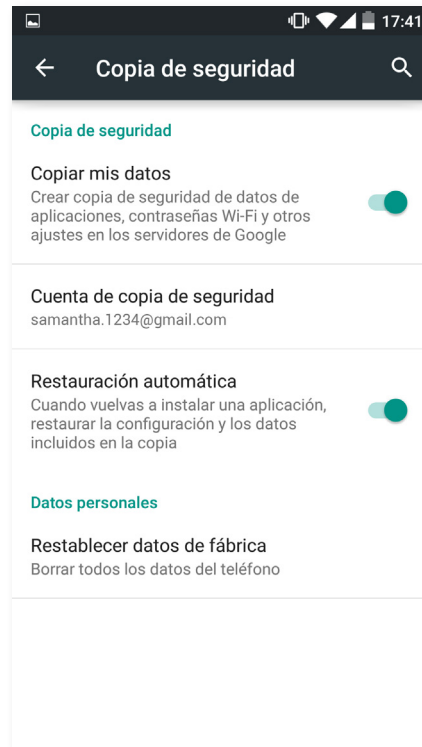 17:41
Copia de seguridad
Copia de seguridad
Copiar mis datos
Crear copia de seguridad de datos de
aplicaciones, contraseñas Wi-Fi y otros
ajustes en los servidores de Google
Cuenta de copia de seguridad
samantha.1234@gmail.com
Restauración automática
Cuando vuelvas a instalar una aplicación,
restaurar la configuración y los datos
incluidos en la copia
Datos personales
Restablecer datos de fábrica
Borrar todos los datos del teléfono